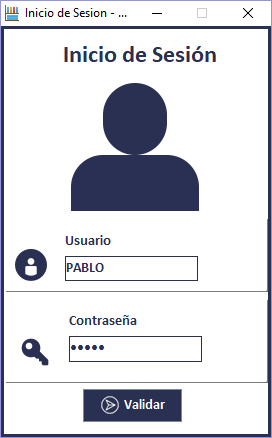 Inicio de Sesion - ...
Inicio de Sesión
Usuario
PABLO
Contraseña
•••••
Validar